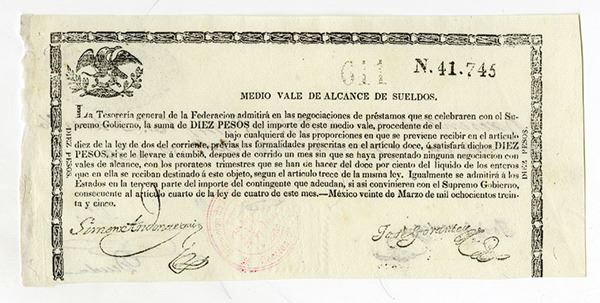 611 N. 41.745
MEDIO VALE DE ALCANCE DE SUELDOS.
La Tesorería general de la Federacion admitirá en las negociaciones de préstamos que se celebraren con el Su-
premo Gobierno, la suma de DIEZ PESOS del importe de este medio vale, procedente de el
bajo cualquiera de las proporciones en que se previene recibir en el artículo
diez de la ley de dos del corriente, prévias las formalidades prescritas en el artículo doce, ó satisfará dichos DIEZ
PESOS, si se le llevare á cámbio, despues de corrido un mes sin que se haya presentado ninguna negociacion con
vales de alcance, con los prorateos trimestres que se han de hacer del doce por ciento del líquido de los enteros
que en ella se reciban destinado á este objeto, segun el artículo trece de la misma ley. Igualmente se admitirá á los
Estados en la tercera parte del importe del contingente que adeudan, si asi convinieren con el Supremo Gobierno,
consecuente al artículo cuarto de la ley de cuatro de este mes.—México veinte de Marzo de mil ochocientos trein-
ta y cinco.
DIEZ PESOS.
DIEZ PESOS.
Simon Andonaegui
José